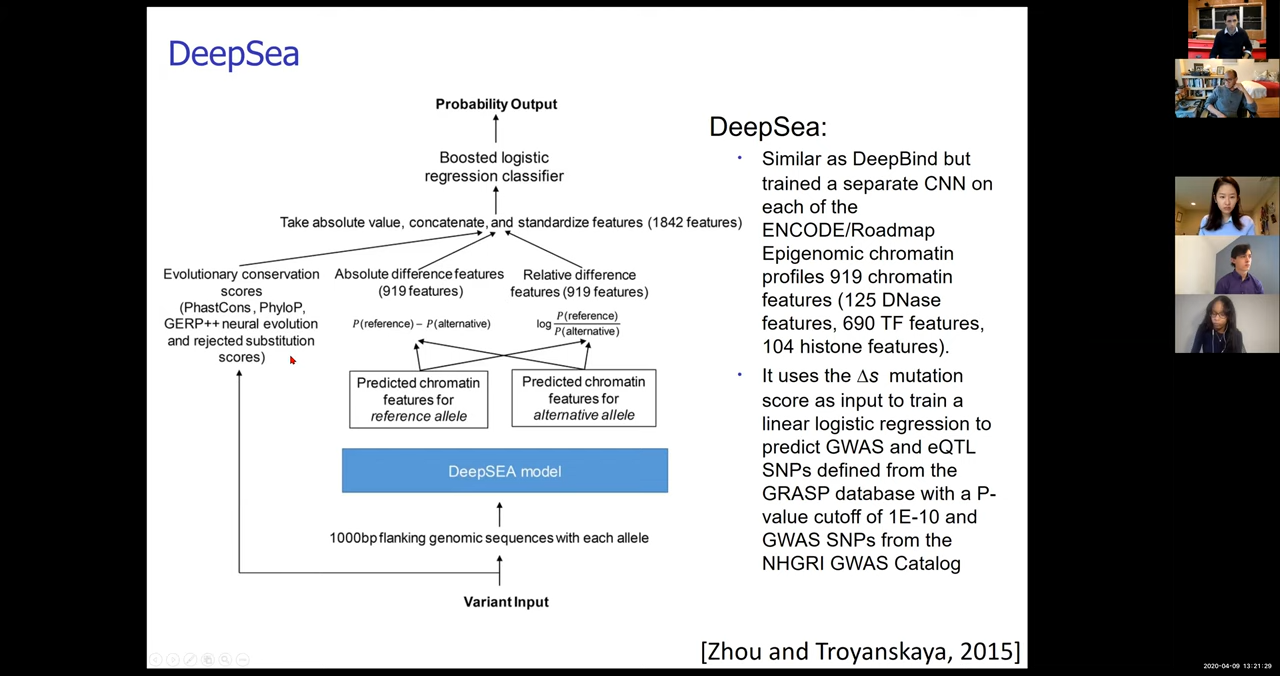 DeepSea
Probability Output
Boosted logistic
regression classifier
Take absolute value, concatenate, and standardize features (1842 features)
Evolutionary conservation
scores
(PhastCons, PhyloP,
GERP++ neural evolution
and rejected substitution
scores)
Absolute difference features
(919 features)
P(reference) − P(alternative)
Relative difference
features (919 features)
log P(reference)
P(alternative)
Predicted chromatin
features for
reference allele
Predicted chromatin
features for
alternative allele
DeepSEA model
1000bp flanking genomic sequences with each allele
Variant Input
DeepSea:
• Similar as DeepBind but
trained a separate CNN on
each of the
ENCODE/Roadmap
Epigenomic chromatin
profiles 919 chromatin
features (125 DNase
features, 690 TF features,
104 histone features).
• It uses the Δs mutation
score as input to train a
linear logistic regression to
predict GWAS and eQTL
SNPs defined from the
GRASP database with a P-
value cutoff of 1E-10 and
GWAS SNPs from the
NHGRI GWAS Catalog
[Zhou and Troyanskaya, 2015]
2020-04-09 13:21:29